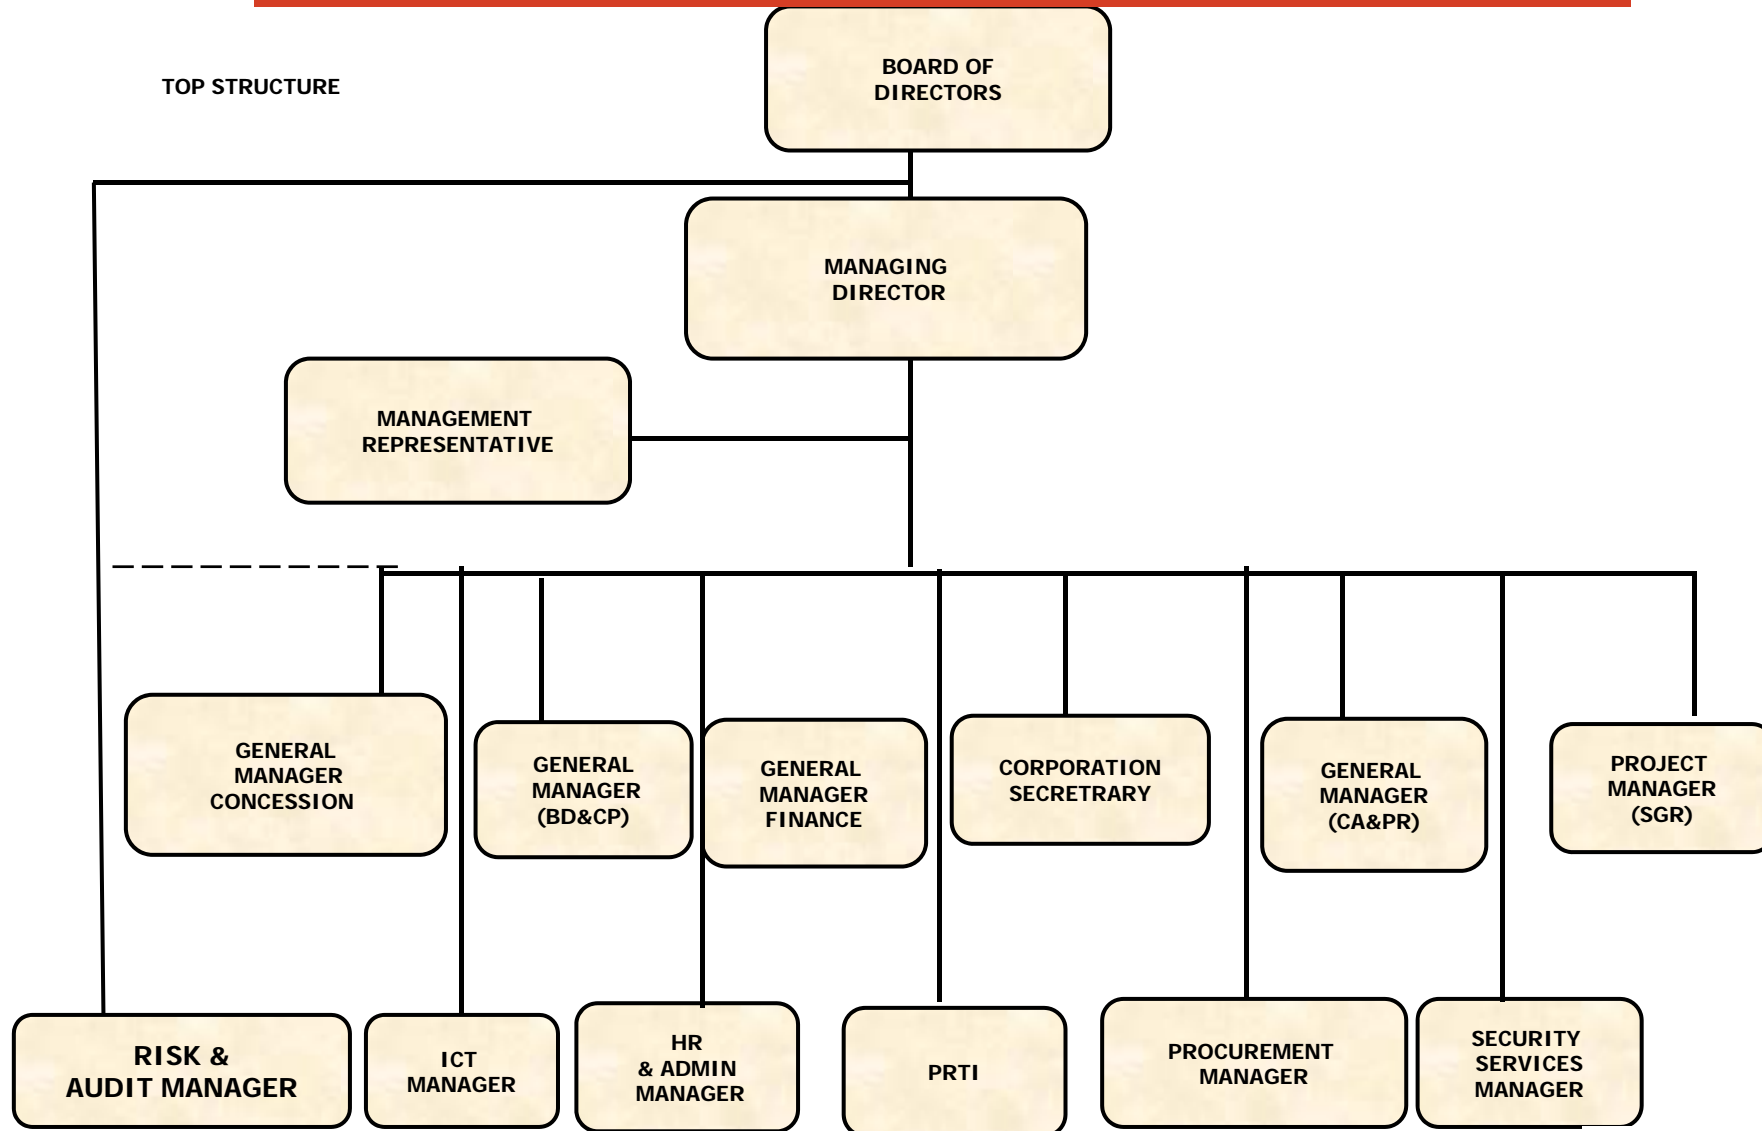 TOP STRUCTURE
BOARD OF
DIRECTORS
MANAGING
DIRECTOR
MANAGEMENT
REPRESENTATIVE
GENERAL
MANAGER
CONCESSION
GENERAL
MANAGER
(BD&CP)
GENERAL
MANAGER
FINANCE
CORPORATION
SECRETRARY
GENERAL
MANAGER
(CA&PR)
PROJECT
MANAGER
(SGR)
RISK &
AUDIT MANAGER
ICT
MANAGER
HR
& ADMIN
MANAGER
PRTI
PROCUREMENT
MANAGER
SECURITY
SERVICES
MANAGER